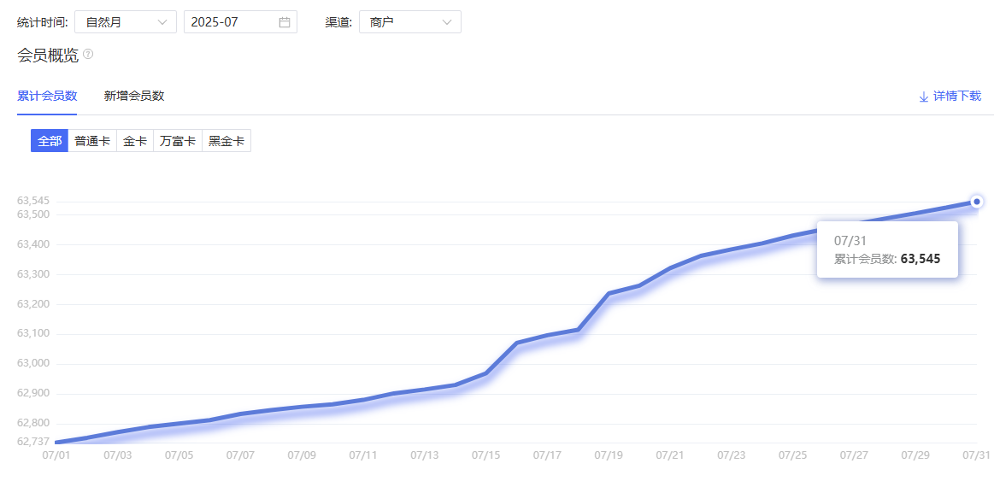 统计时间: 自然月 2025-07 渠道: 商户
会员概览 ?
累计会员数 新增会员数 详情下载
全部 普通卡 金卡 万富卡 黑金卡
63,545
63,500
63,400
63,300
63,200
63,100
63,000
62,900
62,800
62,737
07/31
累计会员数: 63,545
07/01 07/03 07/05 07/07 07/09 07/11 07/13 07/15 07/17 07/19 07/21 07/23 07/25 07/27 07/29 07/31